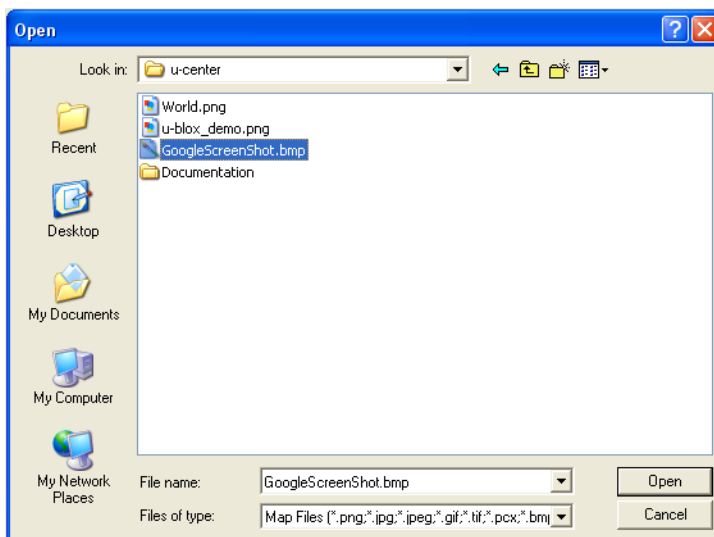 Open
Look in: u-center
World.png
u-blox_demo.png
GoogleScreenShot.bmp
Documentation
Recent
Desktop
My Documents
My Computer
My Network
Places
File name: GoogleScreenShot.bmp Open
Files of type: Map Files (*.png;*.jpg;*.jpeg;*.gif;*.tif;*.pcx;*.bm Cancel